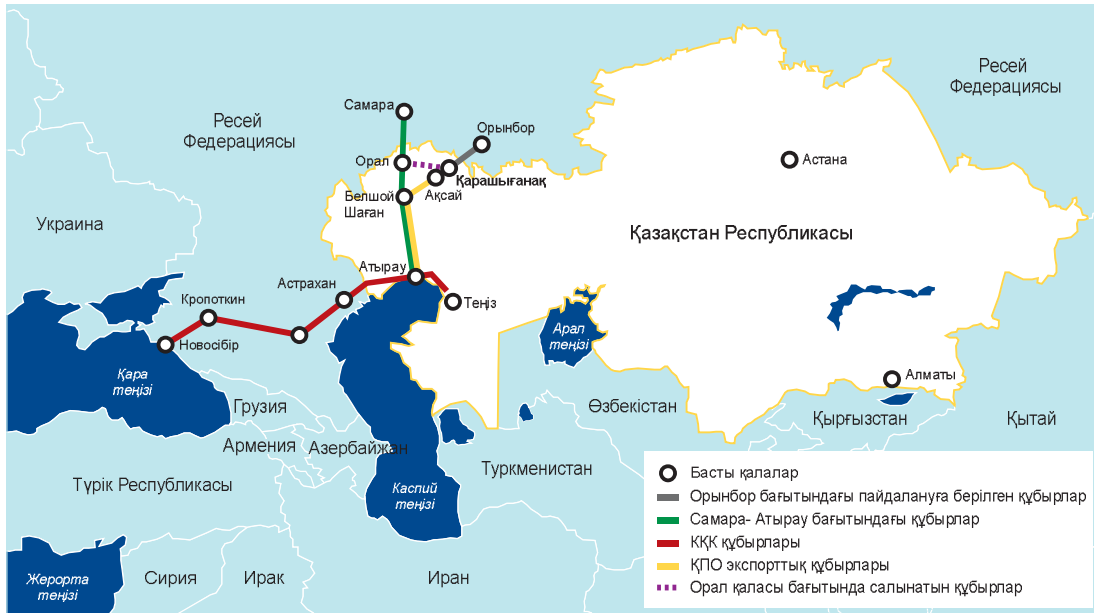 Ресей
Федерациясы
Самара
Ресей
Федерациясы
Орынбор
Орал
Қарашығанақ
Ақсай
Белшой
Шаған
Астана
Украина
Қазақстан Республикасы
Атырау
Астрахан
Теңіз
Кропоткин
Новосібір
Арал
теңізі
Қара
теңізі
Алматы
Грузия
Өзбекістан
Қырғызстан
Қытай
Армения
Азербайжан
Туркменистан
Түрік Республикасы
Каспий
теңізі
Жерорта
теңізі
Сирия
Ирак
Иран
Басты қалалар
Орынбор бағытындағы пайдалануға берілген құбырлар
Самара- Атырау бағытындағы құбырлар
КҚК құбырлары
ҚПО экспорттық құбырлары
Орал қаласы бағытында салынатын құбырлар